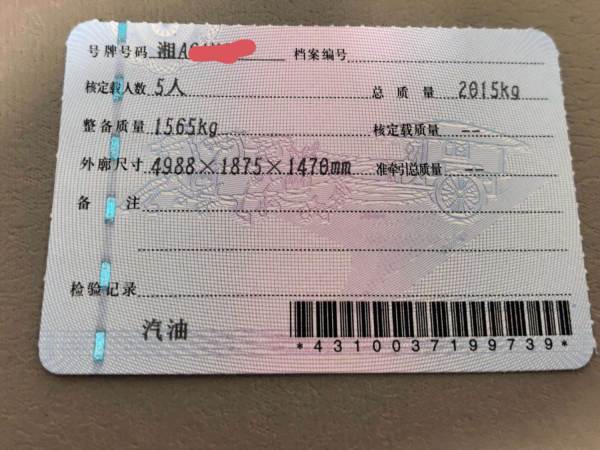 号牌号码 湘A 档案编号
核定载人数 5人 总质量 2015kg
整备质量 1565kg 核定载质量 --
外廓尺寸 4988×1875×1470mm 准牵引总质量 --
备注
检验记录
汽油
*4310037199739*